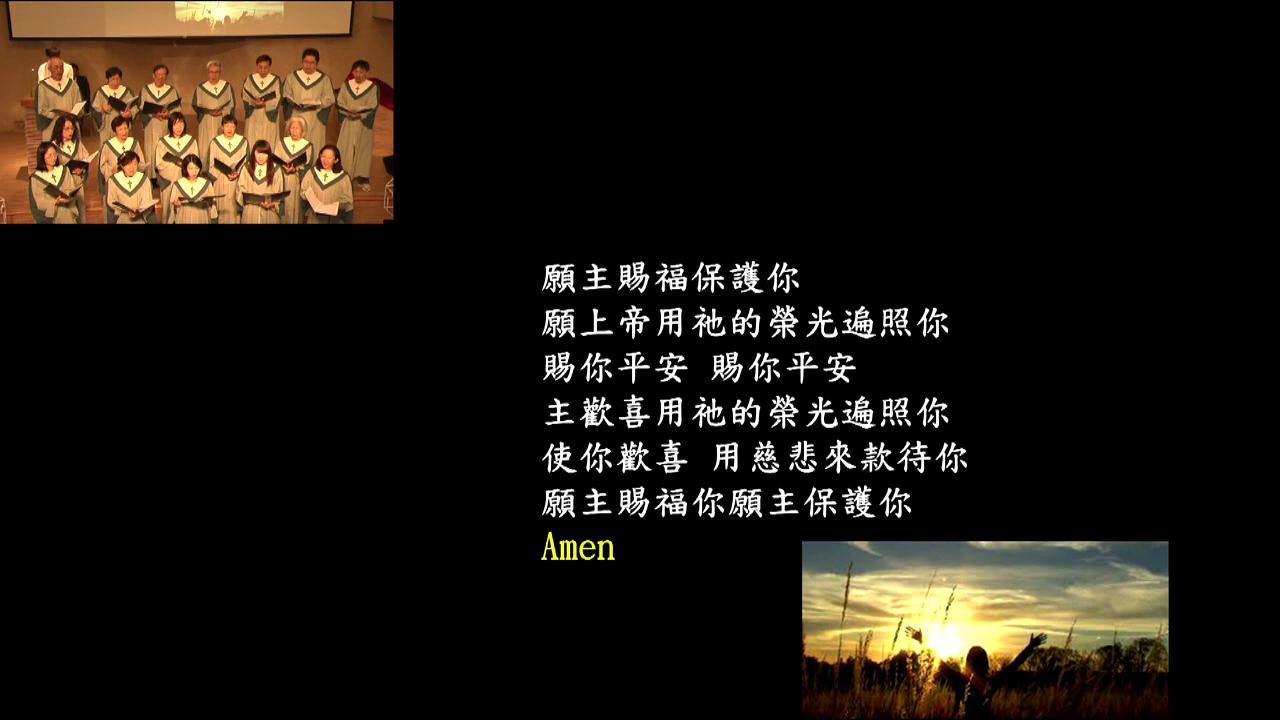 願主賜福保護你
願上帝用祂的榮光遍照你
賜你平安 賜你平安
主歡喜用祂的榮光遍照你
使你歡喜 用慈悲來款待你
願主賜福你願主保護你
Amen